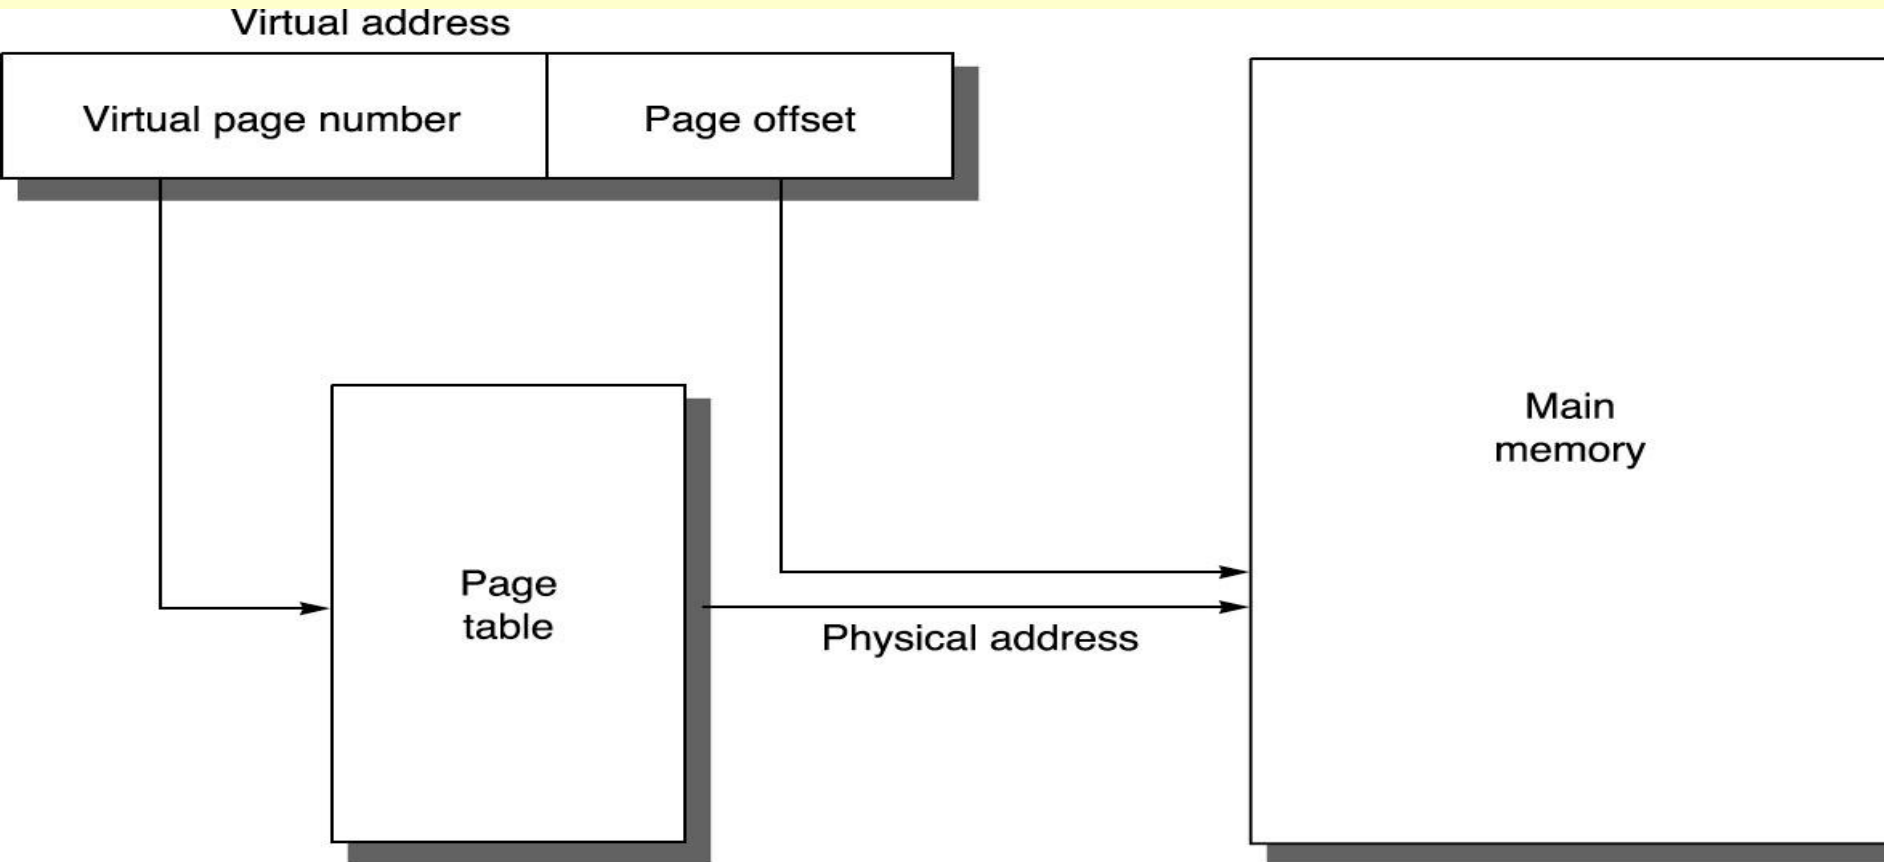 Virtual address
Virtual page number
Page offset
Main
memory
Page
table
Physical address